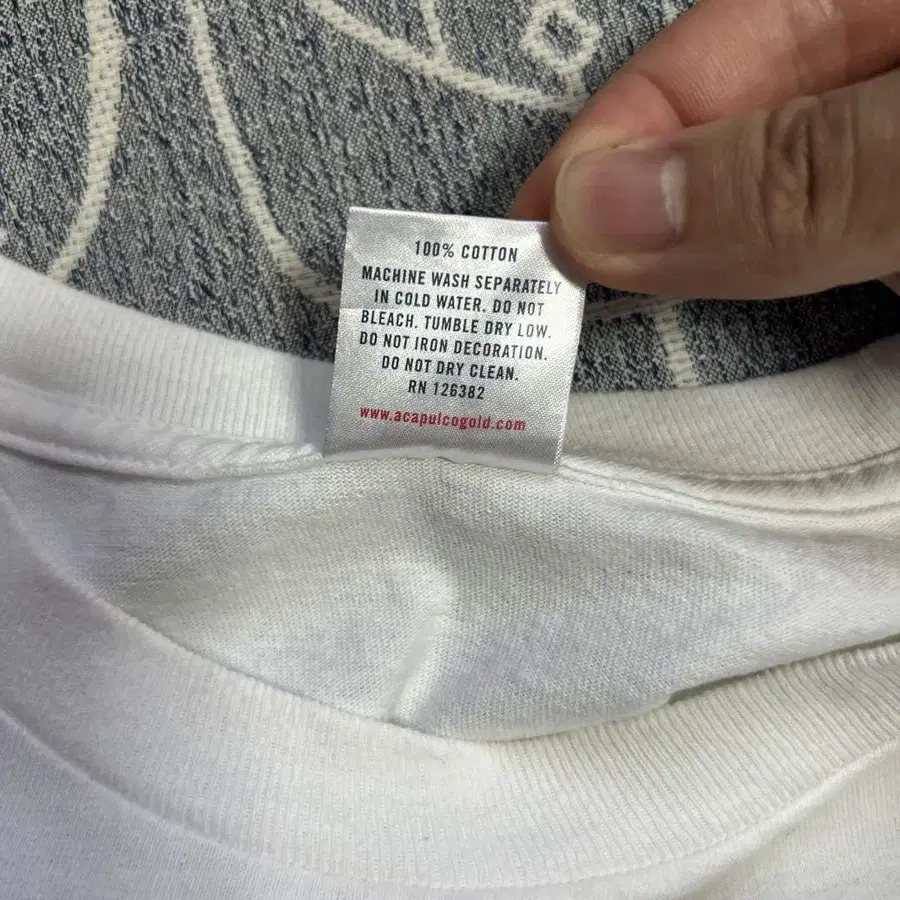 100% COTTON
MACHINE WASH SEPARATELY
IN COLD WATER. DO NOT
BLEACH. TUMBLE DRY LOW.
DO NOT IRON DECORATION.
DO NOT DRY CLEAN.
RN 126382
www.acapulcogold.com